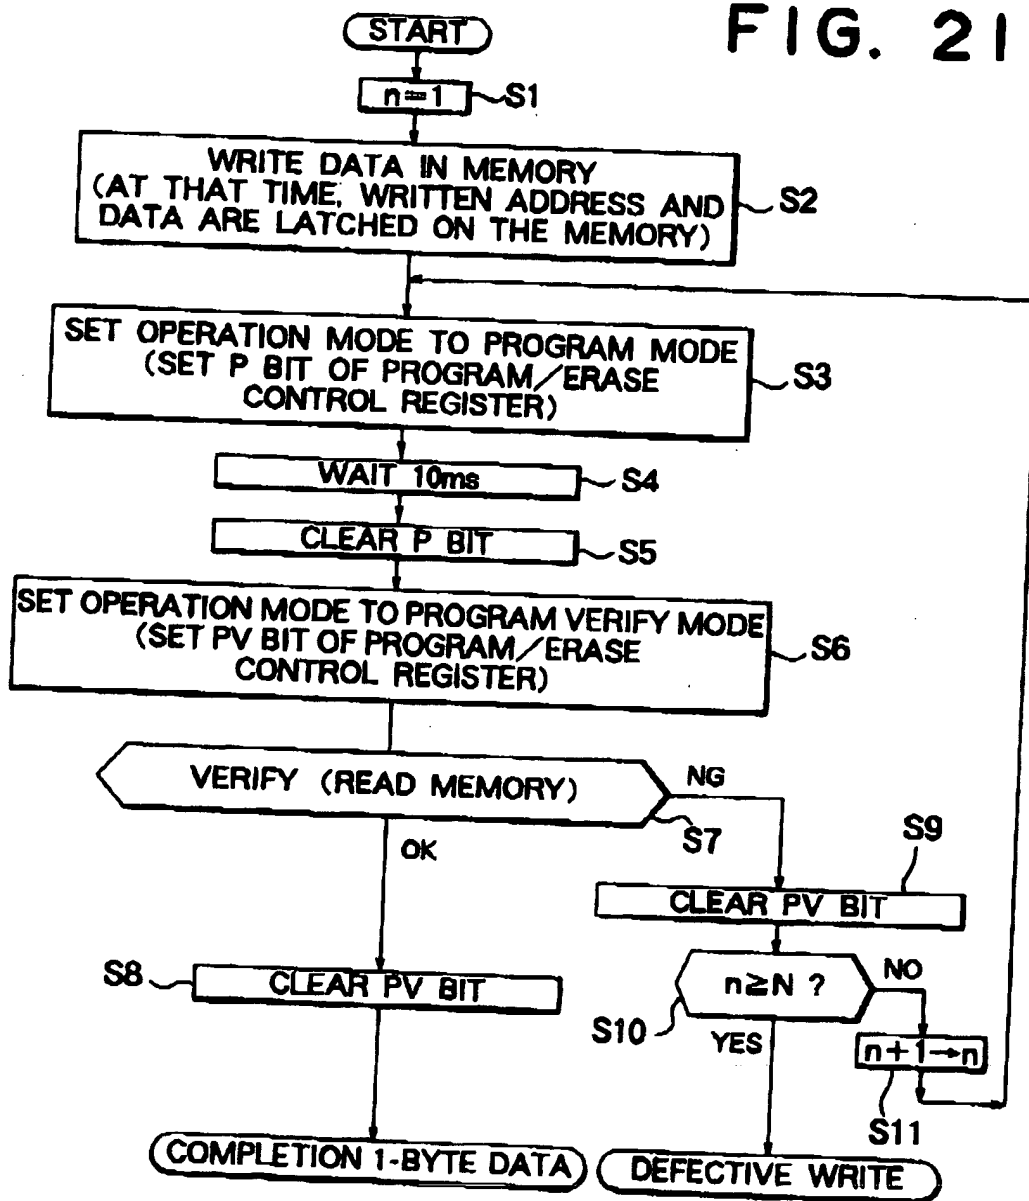 FIG. 21
START
n=1
S1
WRITE DATA IN MEMORY
(AT THAT TIME, WRITTEN ADDRESS AND
DATA ARE LATCHED ON THE MEMORY)
S2
SET OPERATION MODE TO PROGRAM MODE
(SET P BIT OF PROGRAM/ERASE
CONTROL REGISTER)
S3
WAIT 10ms
S4
CLEAR P BIT
S5
SET OPERATION MODE TO PROGRAM VERIFY MODE
(SET PV BIT OF PROGRAM/ERASE
CONTROL REGISTER)
S6
VERIFY (READ MEMORY)
NG
S7
OK
S9
CLEAR PV BIT
S8
CLEAR PV BIT
n≧N ?
NO
S10
YES
n+1→n
S11
COMPLETION 1-BYTE DATA
DEFECTIVE WRITE